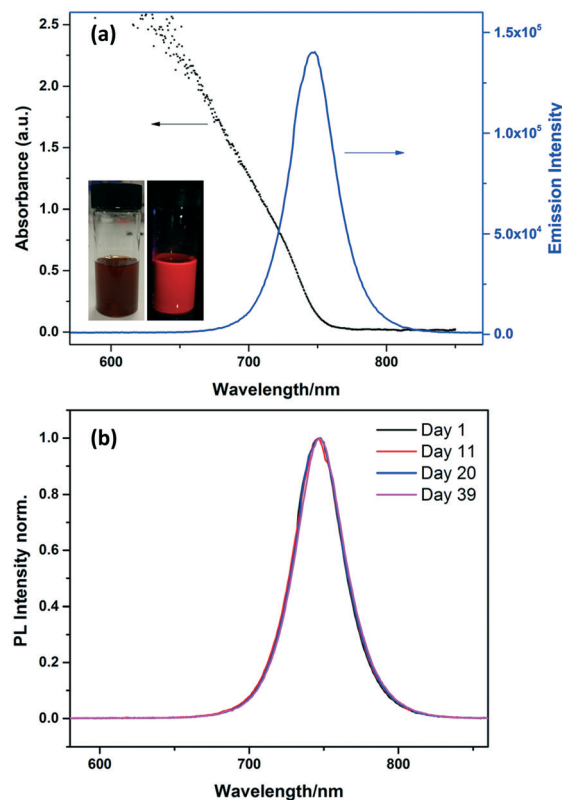 (a)
Absorbance (a.u.)
2.5
2.0
1.5
1.0
0.5
0.0
1.5x10⁵
1.0x10⁵
5.0x10⁴
0.0
Emission Intensity
600
700
800
Wavelength/nm
(b)
PL Intensity norm.
1.0
0.8
0.6
0.4
0.2
0.0
Day 1
Day 11
Day 20
Day 39
600
700
800
Wavelength/nm